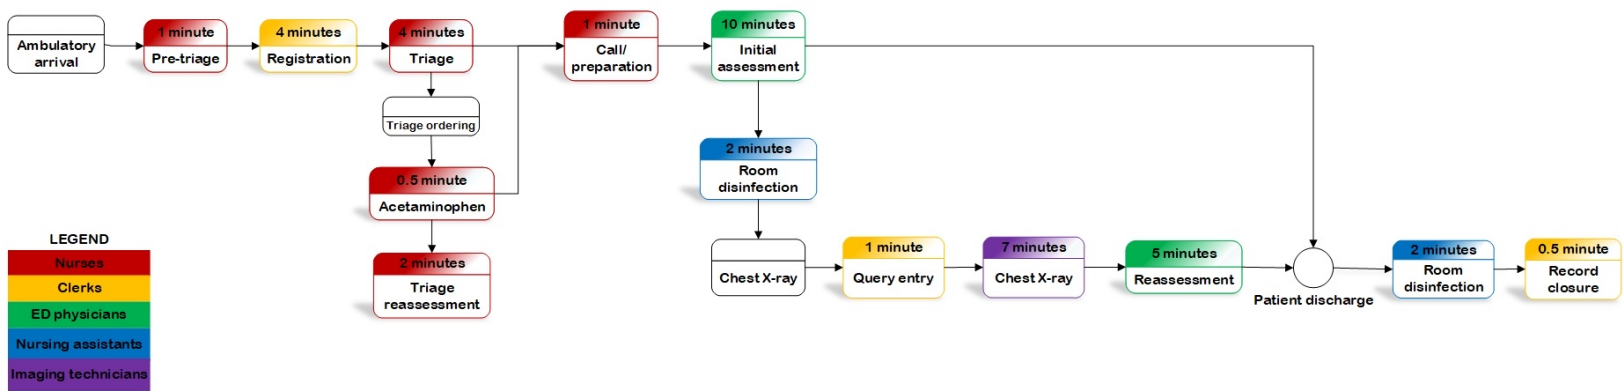 Ambulatory
arrival
1 minute
Pre-triage
4 minutes
Registration
4 minutes
Triage
Triage ordering
0.5 minute
Acetaminophen
2 minutes
Triage
reassessment
1 minute
Call/
preparation
10 minutes
Initial
assessment
2 minutes
Room
disinfection
Chest X-ray
1 minute
Query entry
7 minutes
Chest X-ray
5 minutes
Reassessment
Patient discharge
2 minutes
Room
disinfection
0.5 minute
Record
closure
LEGEND
Nurses
Clerks
ED physicians
Nursing assistants
Imaging technicians